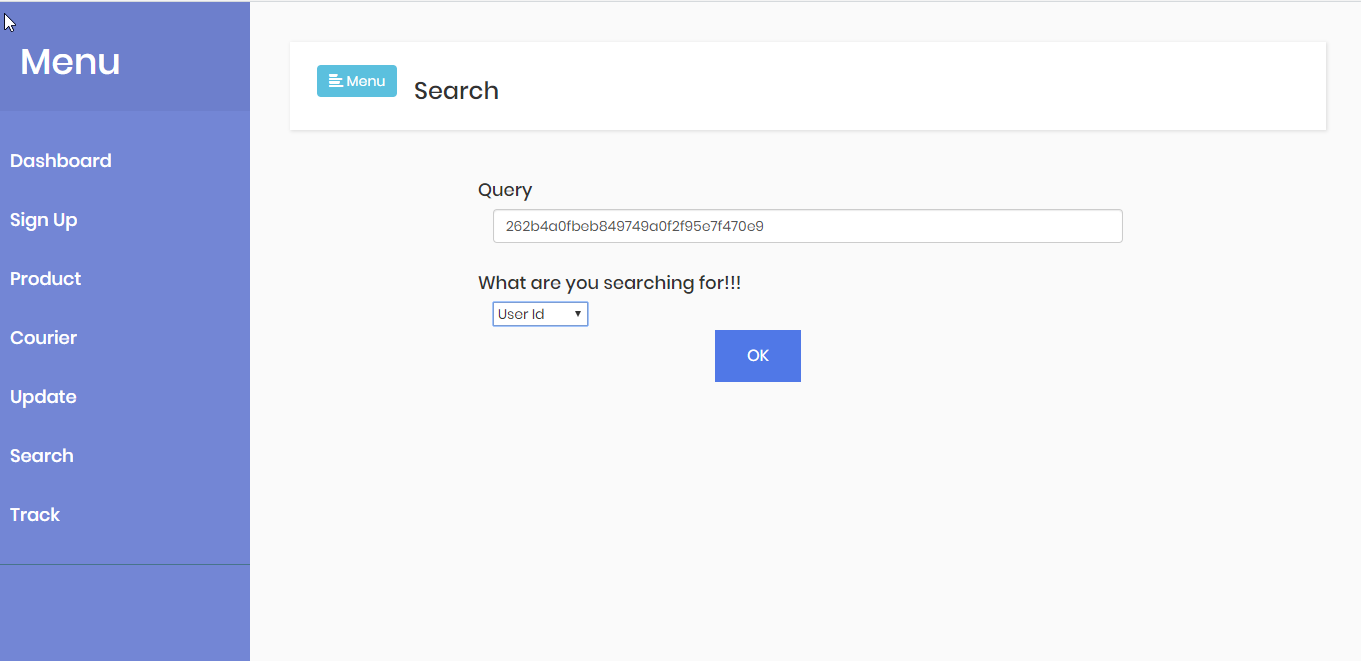 Menu
Dashboard
Sign Up
Product
Courier
Update
Search
Track
Menu
Search
Query
262b4a0fbeb849749a0f2f95e7f470e9
What are you searching for!!!
User Id
OK